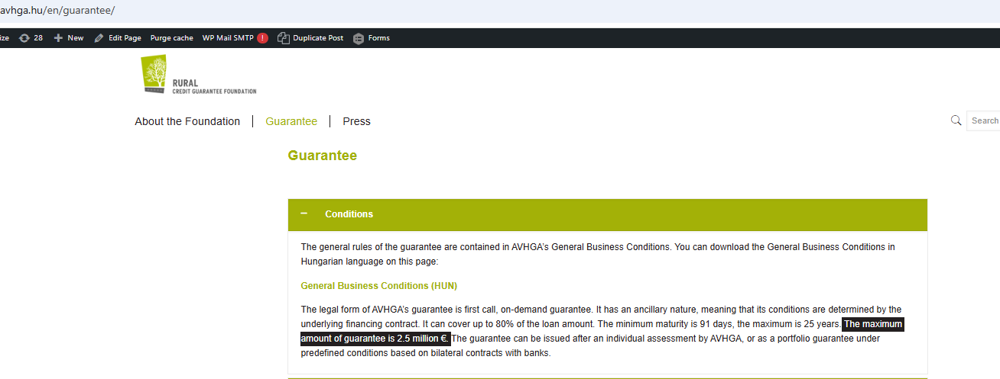 avhga.hu/en/guarantee/
ize 28 New Edit Page Purge cache WP Mail SMTP ! Duplicate Post Forms
RURAL
CREDIT GUARANTEE FOUNDATION
About the Foundation Guarantee Press Search
Guarantee
− Conditions
The general rules of the guarantee are contained in AVHGA's General Business Conditions. You can download the General Business Conditions in
Hungarian language on this page:
General Business Conditions (HUN)
The legal form of AVHGA's guarantee is first call, on-demand guarantee. It has an ancillary nature, meaning that its conditions are determined by the
underlying financing contract. It can cover up to 80% of the loan amount. The minimum maturity is 91 days, the maximum is 25 years. The maximum
amount of guarantee is 2.5 million €. The guarantee can be issued after an individual assessment by AVHGA, or as a portfolio guarantee under
predefined conditions based on bilateral contracts with banks.